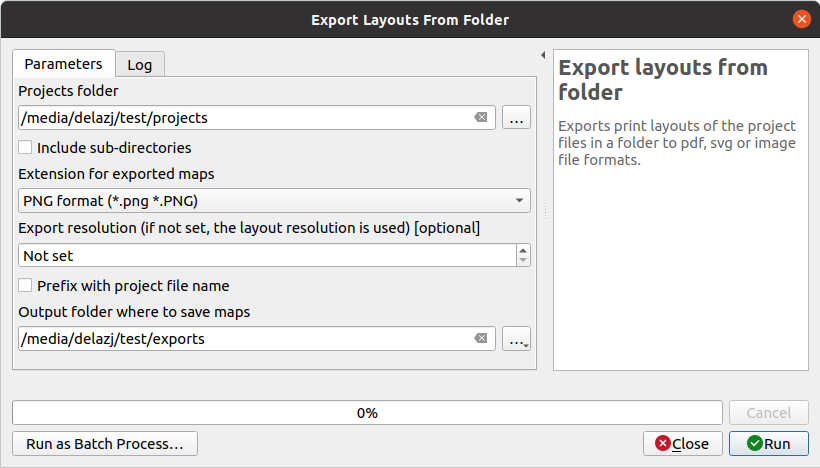 Export Layouts From Folder
Parameters
Log
Projects folder
/media/delazj/test/projects
...
Include sub-directories
Extension for exported maps
PNG format (*.png *.PNG)
Export resolution (if not set, the layout resolution is used) [optional]
Not set
Prefix with project file name
Output folder where to save maps
/media/delazj/test/exports
...
Export layouts from
folder
Exports print layouts of the project
files in a folder to pdf, svg or image
file formats.
0%
Cancel
Run as Batch Process...
Close
Run